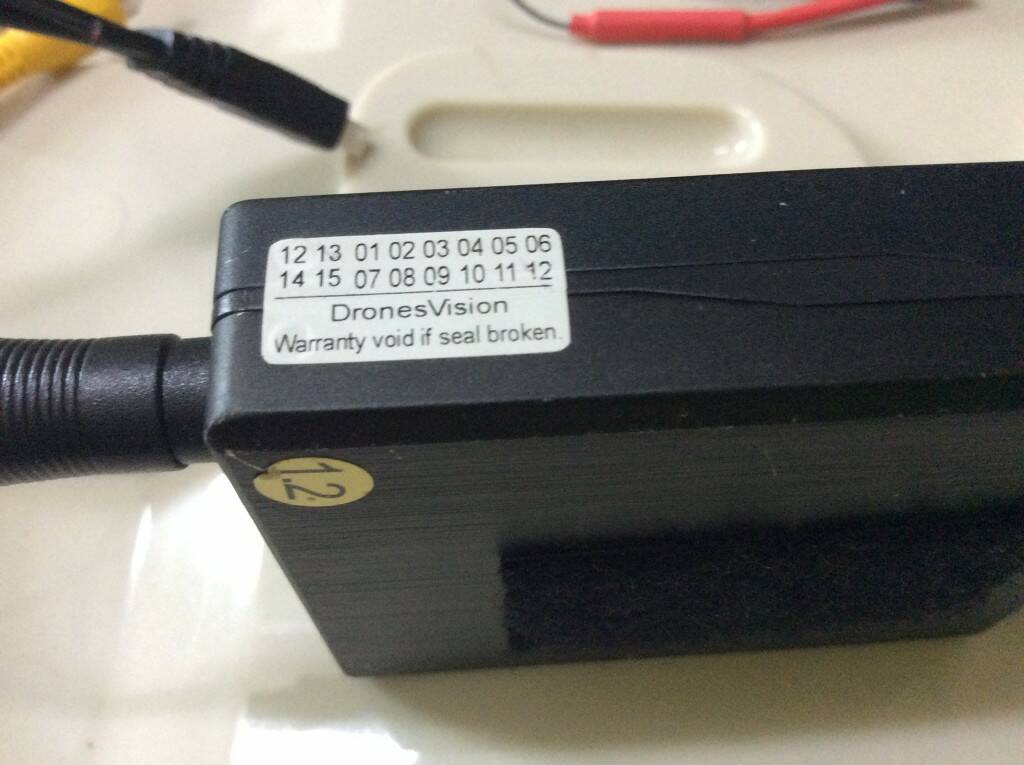 12 13 01 02 03 04 05 06
14 15 07 08 09 10 11 12
DronesVision
Warranty void if seal broken.
1.2